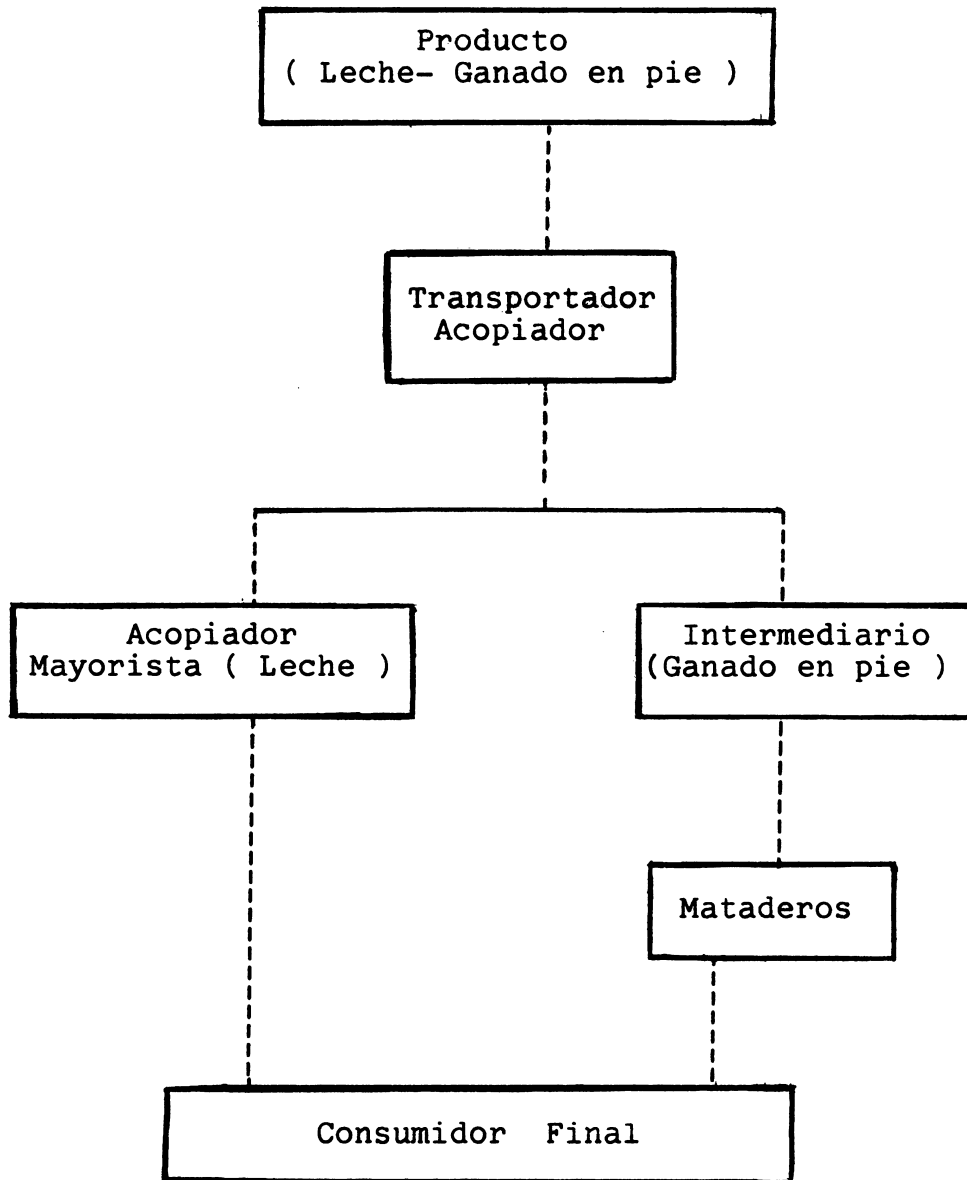 Producto
( Leche- Ganado en pie )
Transportador
Acopiador
Acopiador
Mayorista ( Leche )
Intermediario
(Ganado en pie )
Mataderos
Consumidor Final